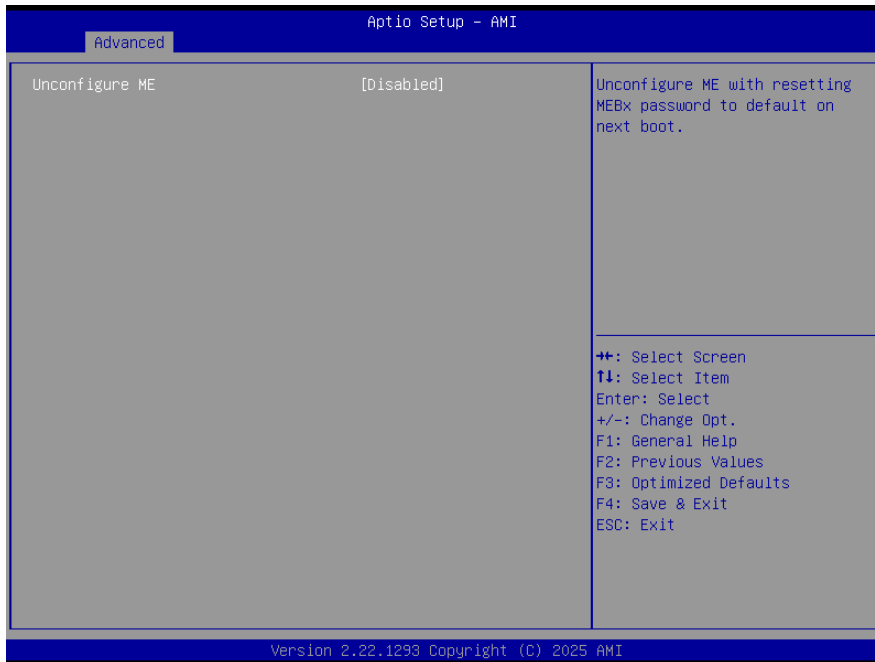 Aptio Setup - AMI
Advanced
Unconfigure ME [Disabled]
Unconfigure ME with resetting
MEBx password to default on
next boot.
→←: Select Screen
↑↓: Select Item
Enter: Select
+/-: Change Opt.
F1: General Help
F2: Previous Values
F3: Optimized Defaults
F4: Save & Exit
ESC: Exit
Version 2.22.1293 Copyright (C) 2025 AMI